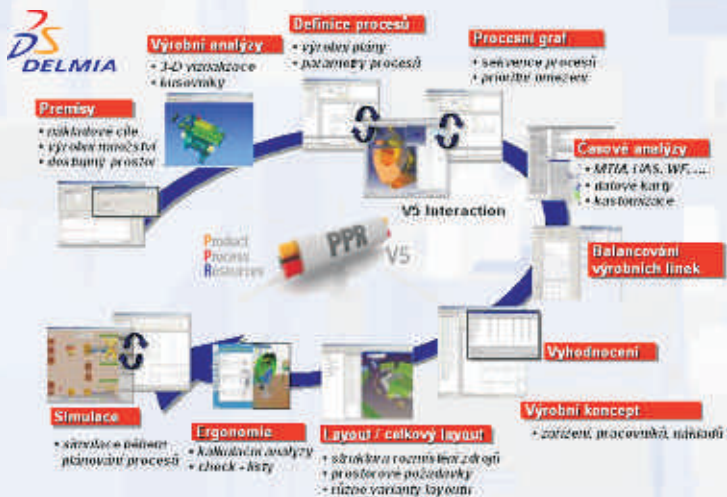 DELMIA
Premisy
• nákladové cíle
• výrobní množství
• dostupný prostor
Výrobní analýzy
• 3-D vizualizace
• kusovníky
Definice procesů
• výrobní plány
• parametry procesů
Procesní graf
• sekvence procesů
• prioritní omezení
Časové analýzy
• MTM, UAS, WF, ...
• datové karty
• kastomizace
V5 Interaction
Product
Process
Resources
PPR
V5
Balancování
výrobních linek
Vyhodnocení
Výrobní koncept
• zařízení, pracovníků, nákladů
Layout / celkový layout
• struktura rozmístění zdrojů
• prostorové požadavky
• různé varianty layoutu
Ergonomie
• kalkulační analýzy
• check - listy
Simulace
• simulace během
plánování procesů